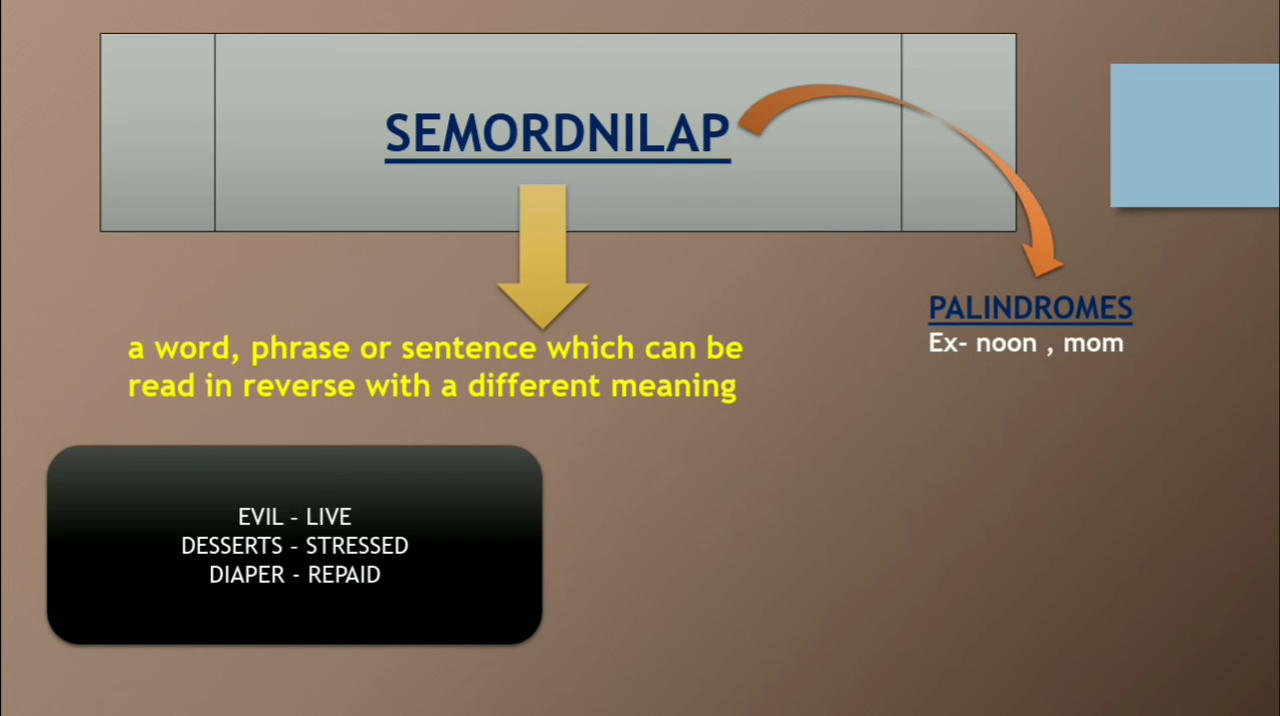 SEMORDNILAP
PALINDROMES
Ex- noon , mom
a word, phrase or sentence which can be
read in reverse with a different meaning
EVIL – LIVE
DESSERTS – STRESSED
DIAPER - REPAID